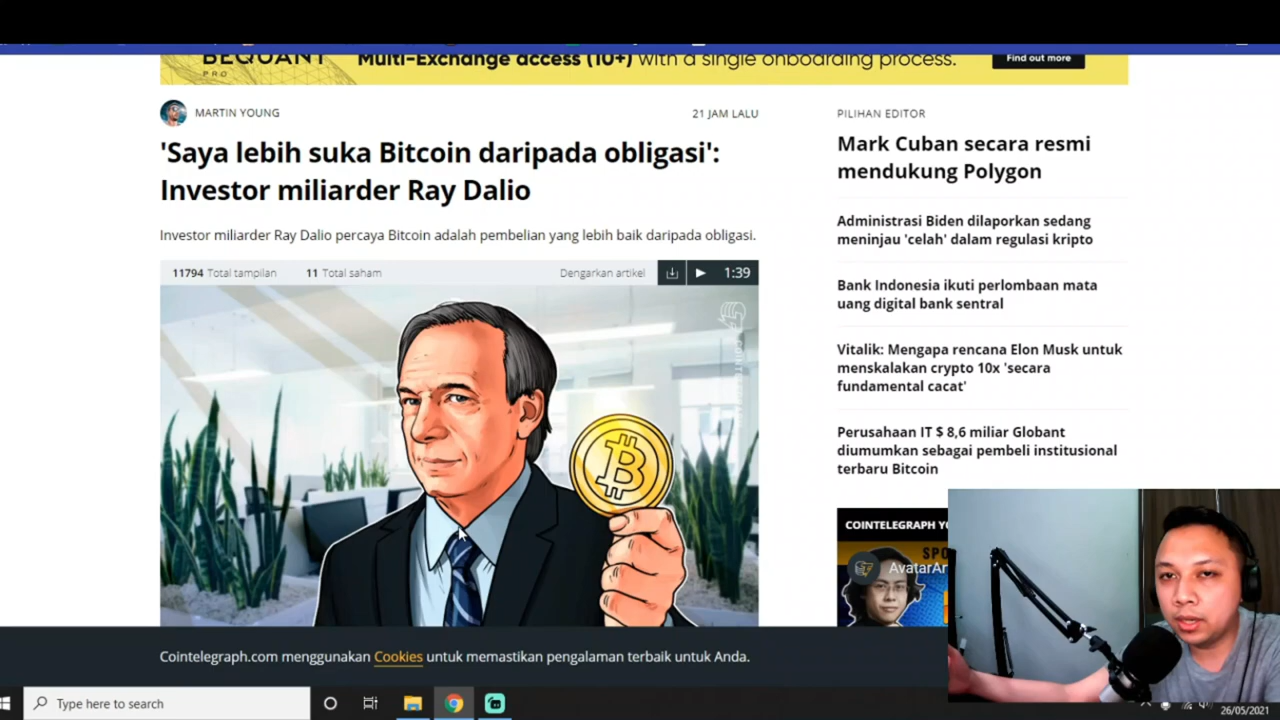 BEQUANT
PRO
Multi-Exchange access (10+) with a single onboarding process.
Find out more
MARTIN YOUNG
21 JAM LALU
'Saya lebih suka Bitcoin daripada obligasi':
Investor miliarder Ray Dalio
Investor miliarder Ray Dalio percaya Bitcoin adalah pembelian yang lebih baik daripada obligasi.
11794 Total tampilan
11 Total saham
Dengarkan artikel
1:39
PILIHAN EDITOR
Mark Cuban secara resmi
mendukung Polygon
Administrasi Biden dilaporkan sedang
meninjau 'celah' dalam regulasi kripto
Bank Indonesia ikuti perlombaan mata
uang digital bank sentral
Vitalik: Mengapa rencana Elon Musk untuk
menskalakan crypto 10x 'secara
fundamental cacat'
Perusahaan IT $ 8,6 miliar Globant
diumumkan sebagai pembeli institusional
terbaru Bitcoin
COINTELEGRAPH
Cointelegraph.com menggunakan Cookies untuk memastikan pengalaman terbaik untuk Anda.
Type here to search
26/05/2021